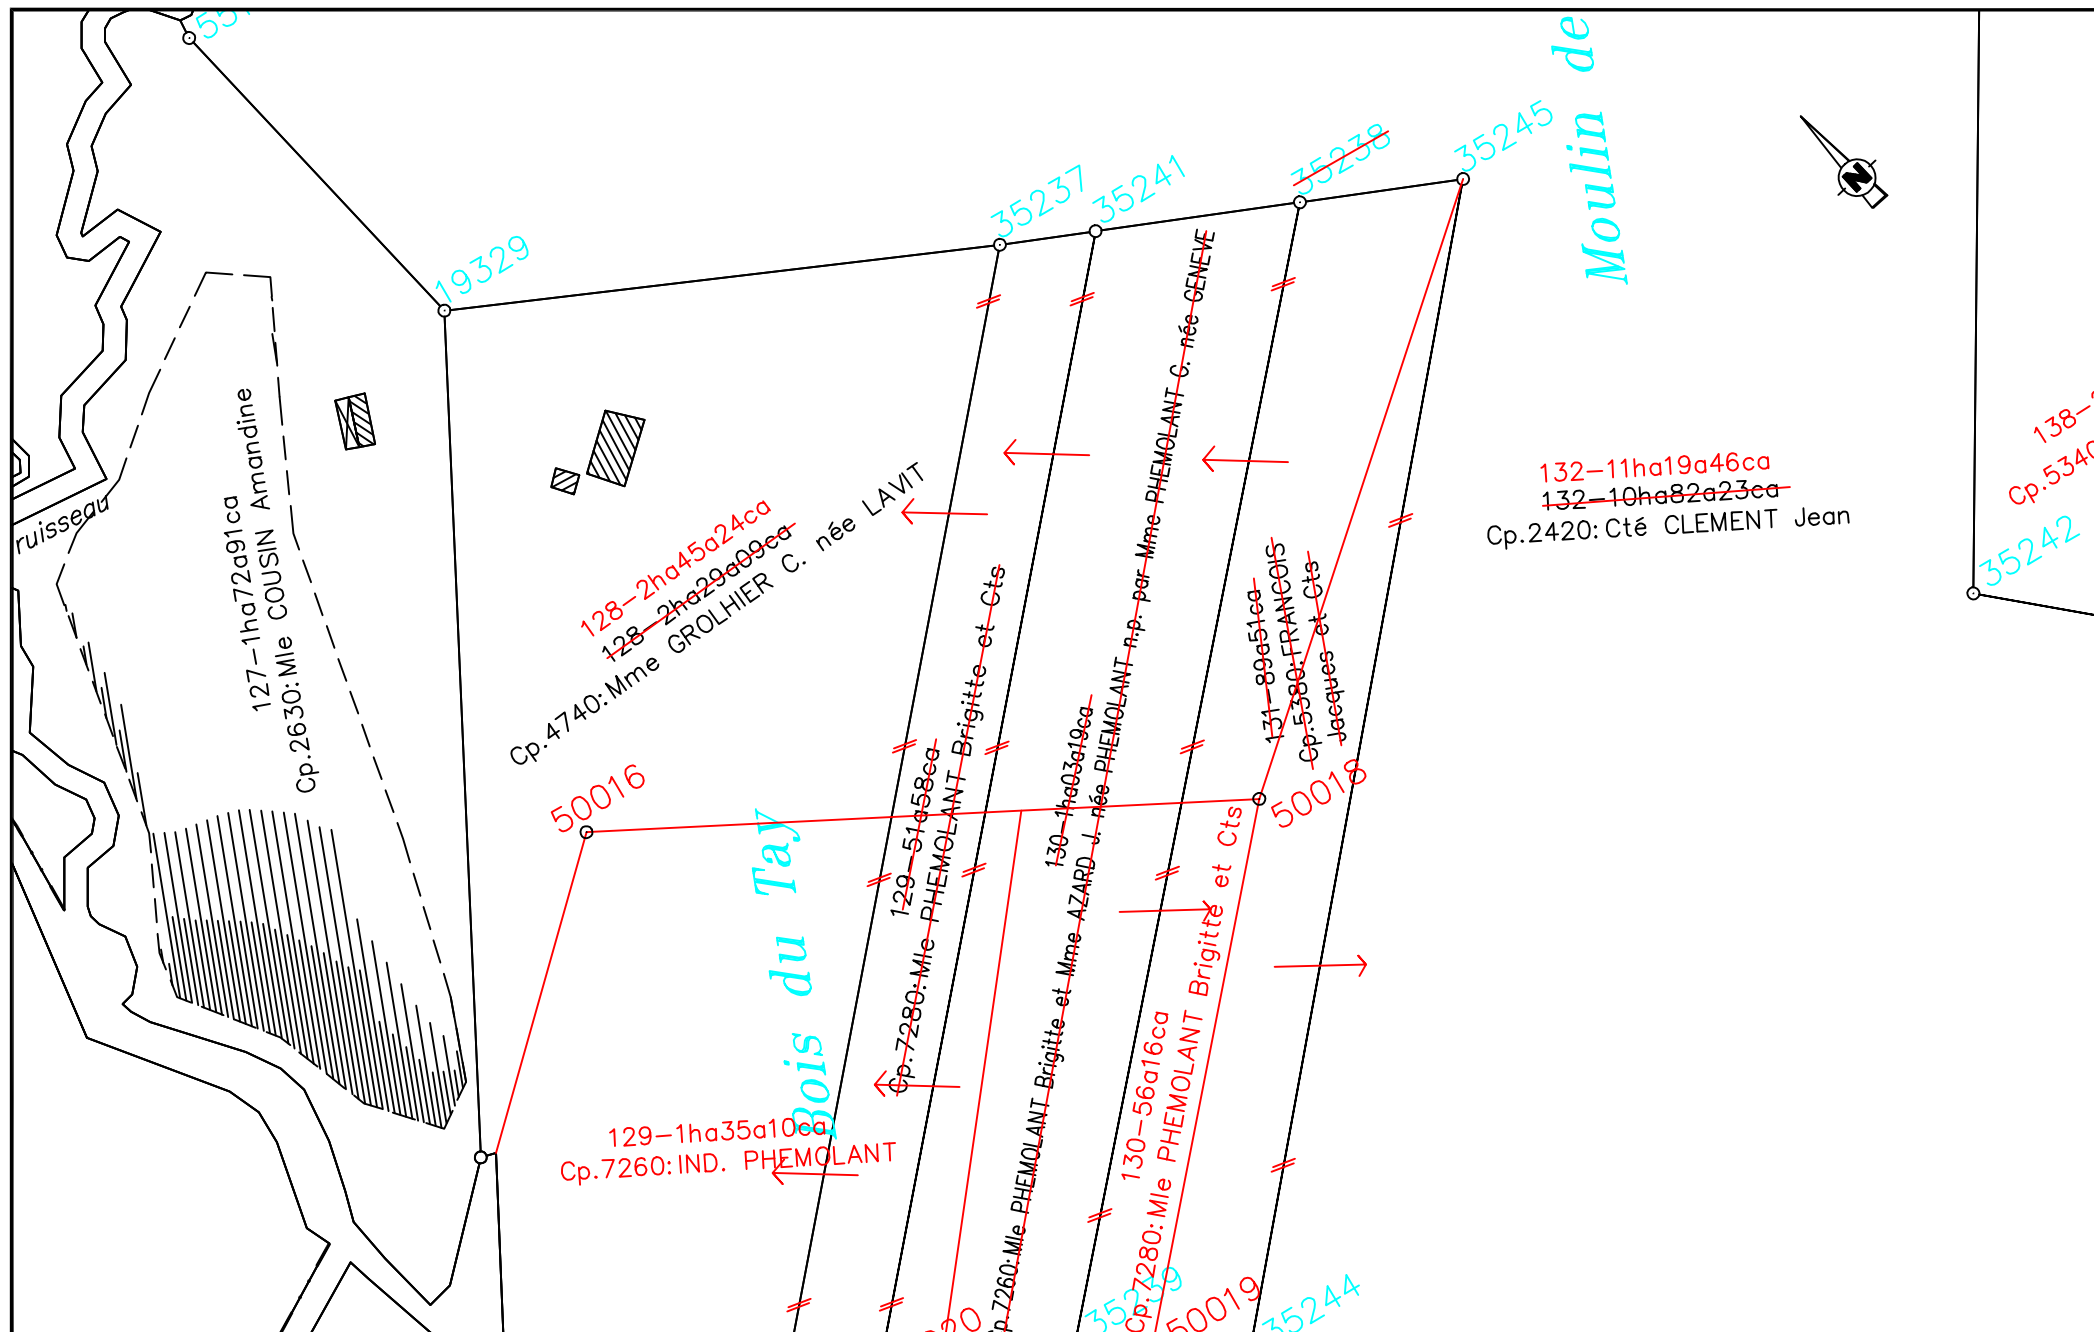 Moulin de
35245
35238
35241
35237
19329
N
ruisseau
127-1ha72a91ca
Cp.2630:Mle COUSIN Amandine
128-2ha45a24ca
128-2ha29a09ca
Cp.4740:Mme GROLHIER C. née LAVIT
129-51a58ca
Cp.7280:Mle PHEMOLANT Brigitte et Cts
130-1ha03a19ca
Cp.7260:Mle PHEMOLANT Brigitte et Mme AZARD J. née PHEMOLANT n.p. par Mme PHEMOLANT G. née GENEVE
131-89a51ca
Cp.5380:FRANCOIS
Jacques et Cts
132-11ha19a46ca
132-10ha82a23ca
Cp.2420:Cté CLEMENT Jean
138-
Cp.5340
35242
50016
50018
Bois du Tay
129-1ha35a10ca
Cp.7260:IND. PHEMOLANT
130-56a16ca
Cp.7280:Mle PHEMOLANT Brigitte et Cts
35239
50019
35244